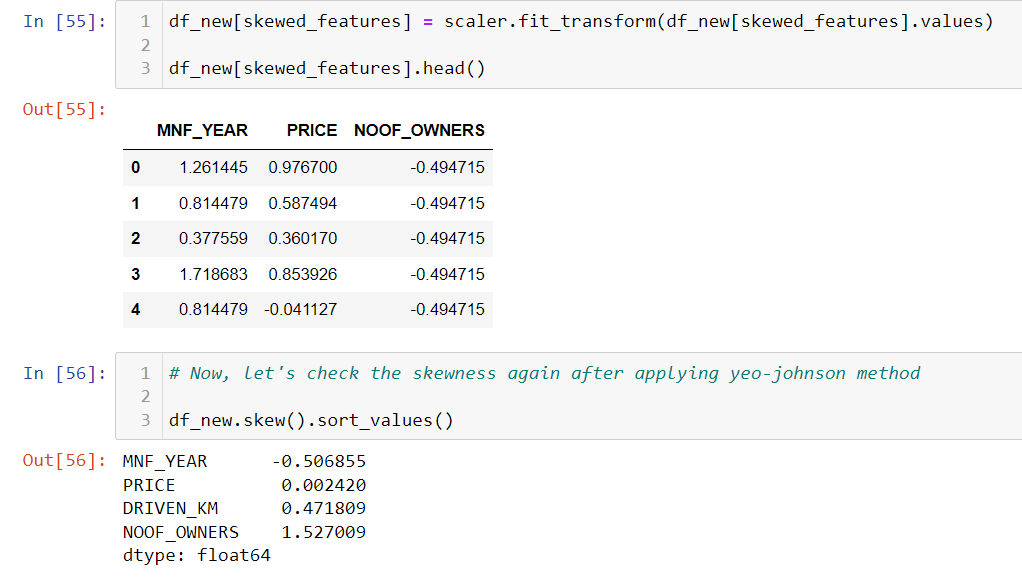 In [55]:
1 df_new[skewed_features] = scaler.fit_transform(df_new[skewed_features].values)
2
3 df_new[skewed_features].head()
Out[55]:
MNF_YEAR PRICE NOOF_OWNERS
0 1.261445 0.976700 -0.494715
1 0.814479 0.587494 -0.494715
2 0.377559 0.360170 -0.494715
3 1.718683 0.853926 -0.494715
4 0.814479 -0.041127 -0.494715
In [56]:
1 # Now, let's check the skewness again after applying yeo-johnson method
2
3 df_new.skew().sort_values()
Out[56]:
MNF_YEAR -0.506855
PRICE 0.002420
DRIVEN_KM 0.471809
NOOF_OWNERS 1.527009
dtype: float64